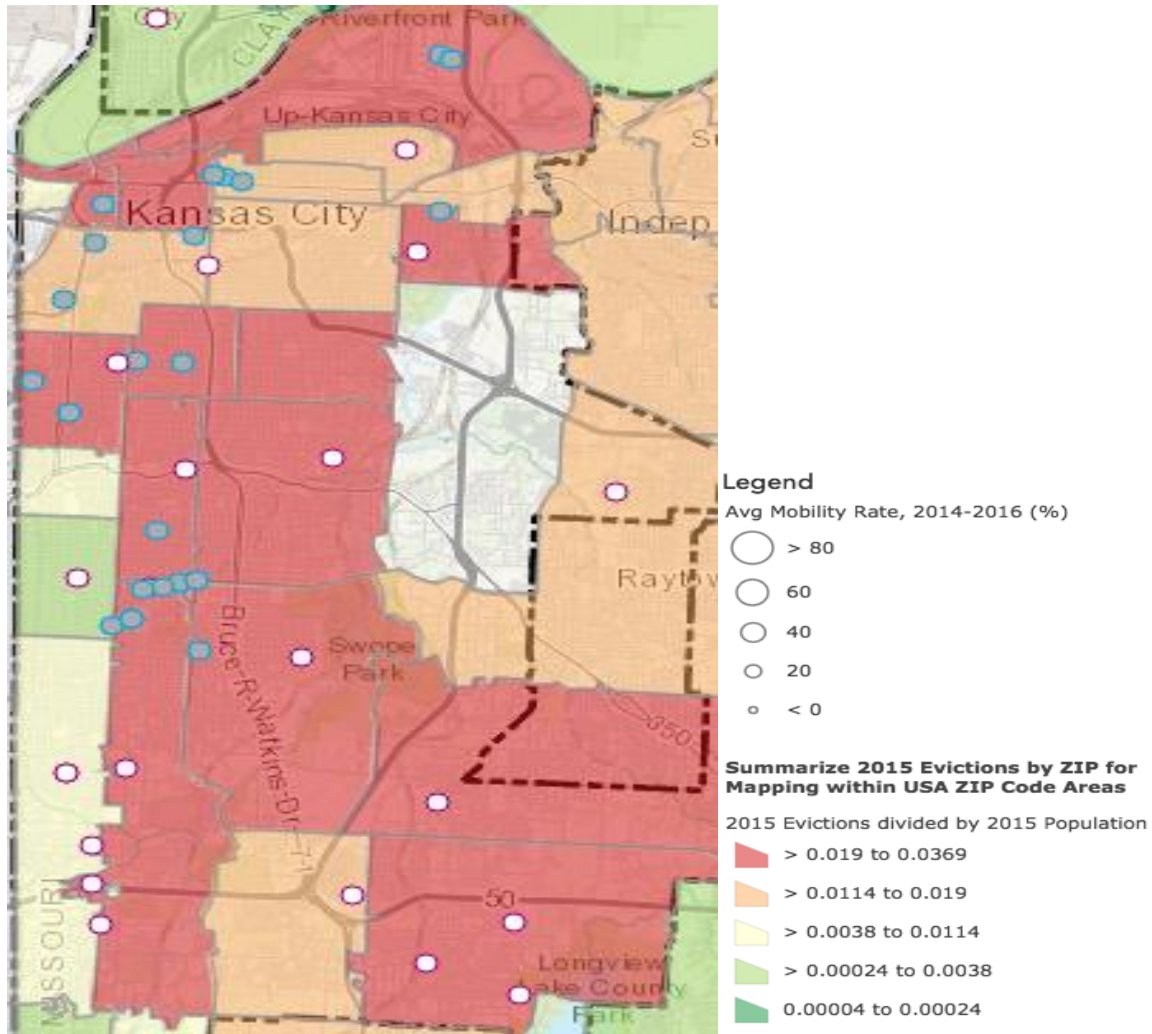 City
CLAY
Riverfront Park
Up-Kansas City
Kansas City
Indep
Rayto
Swope
Park
Bruce-R-Watkins-Dr
350
50
MISSOURI
Longview
Lake County
Park
Legend
Avg Mobility Rate, 2014-2016 (%)
> 80
60
40
20
< 0
Summarize 2015 Evictions by ZIP for
Mapping within USA ZIP Code Areas
2015 Evictions divided by 2015 Population
> 0.019 to 0.0369
> 0.0114 to 0.019
> 0.0038 to 0.0114
> 0.00024 to 0.0038
0.00004 to 0.00024